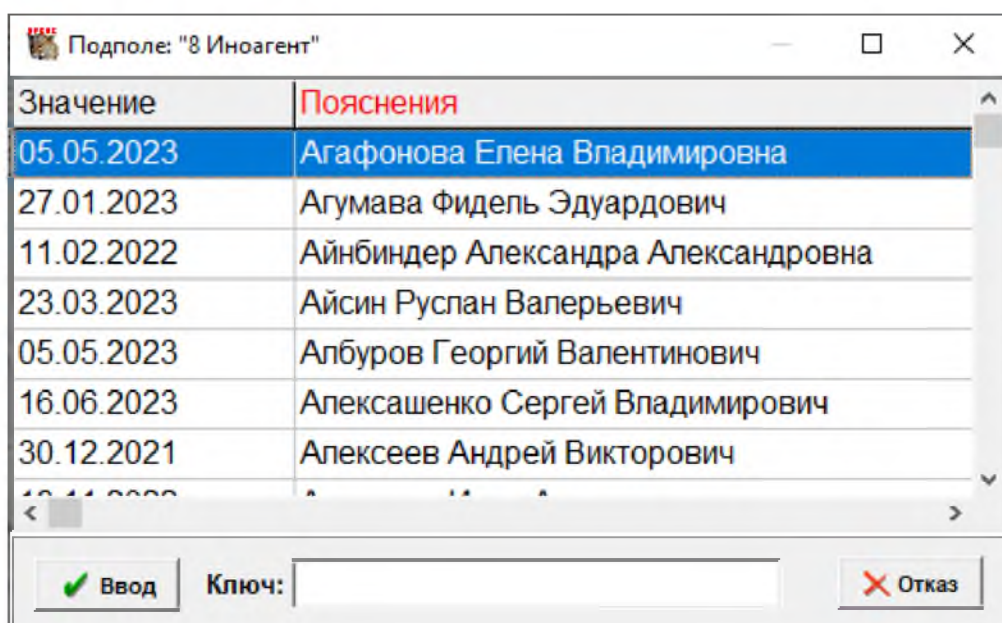 ИРБИС
Подполе: "8 Иноагент"
Значение Пояснения
05.05.2023 Агафонова Елена Владимировна
27.01.2023 Агумава Фидель Эдуардович
11.02.2022 Айнбиндер Александра Александровна
23.03.2023 Айсин Руслан Валерьевич
05.05.2023 Албуров Георгий Валентинович
16.06.2023 Алексашенко Сергей Владимирович
30.12.2021 Алексеев Андрей Викторович
Ввод Ключ: Отказ